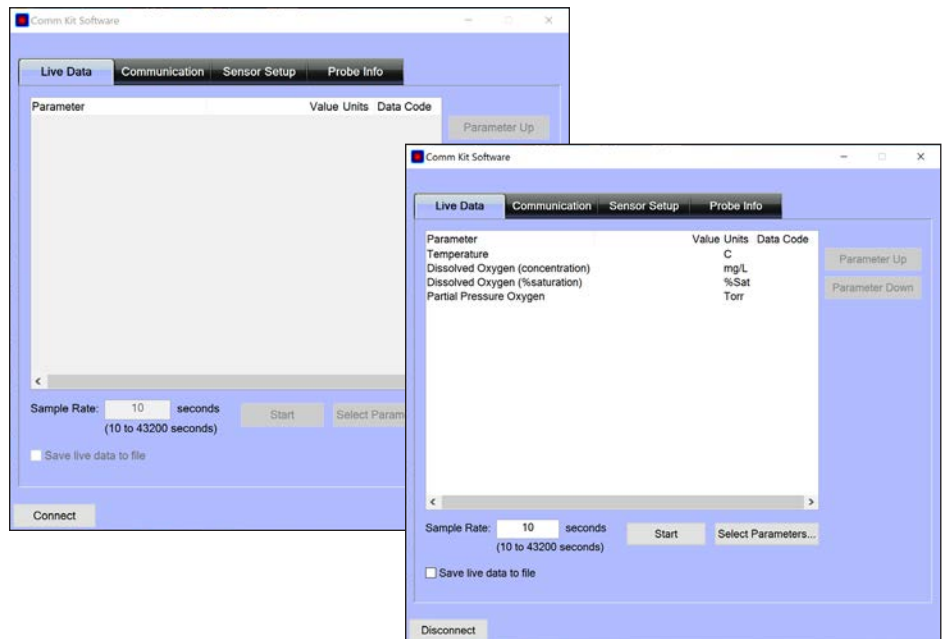 Comm Kit Software
Live Data Communication Sensor Setup Probe Info
Parameter Value Units Data Code
Parameter Up
Sample Rate: 10 seconds Start Select Param
(10 to 43200 seconds)
Save live data to file
Connect
Comm Kit Software
Live Data Communication Sensor Setup Probe Info
Parameter Value Units Data Code
Temperature C
Parameter Up
Dissolved Oxygen (concentration) mg/L
Dissolved Oxygen (%saturation) %Sat
Parameter Down
Partial Pressure Oxygen Torr
Sample Rate: 10 seconds Start Select Parameters...
(10 to 43200 seconds)
Save live data to file
Disconnect